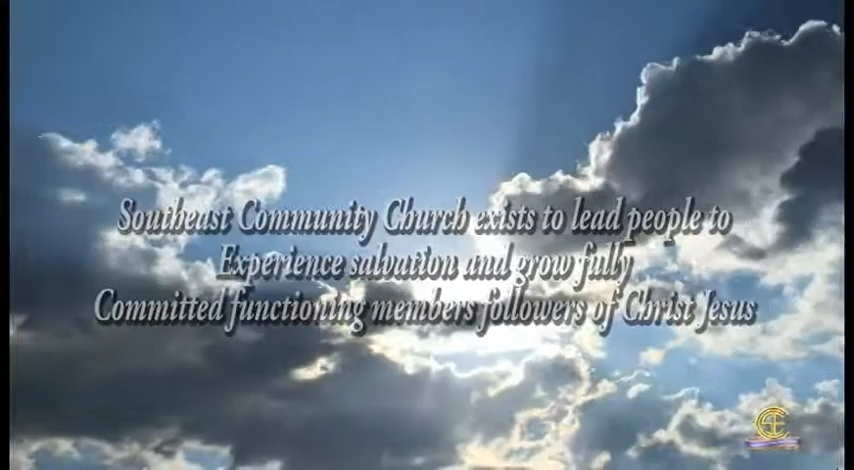 Southeast Community Church exists to lead people to
Experience salvation and grow fully
Committed functioning members followers of Christ Jesus